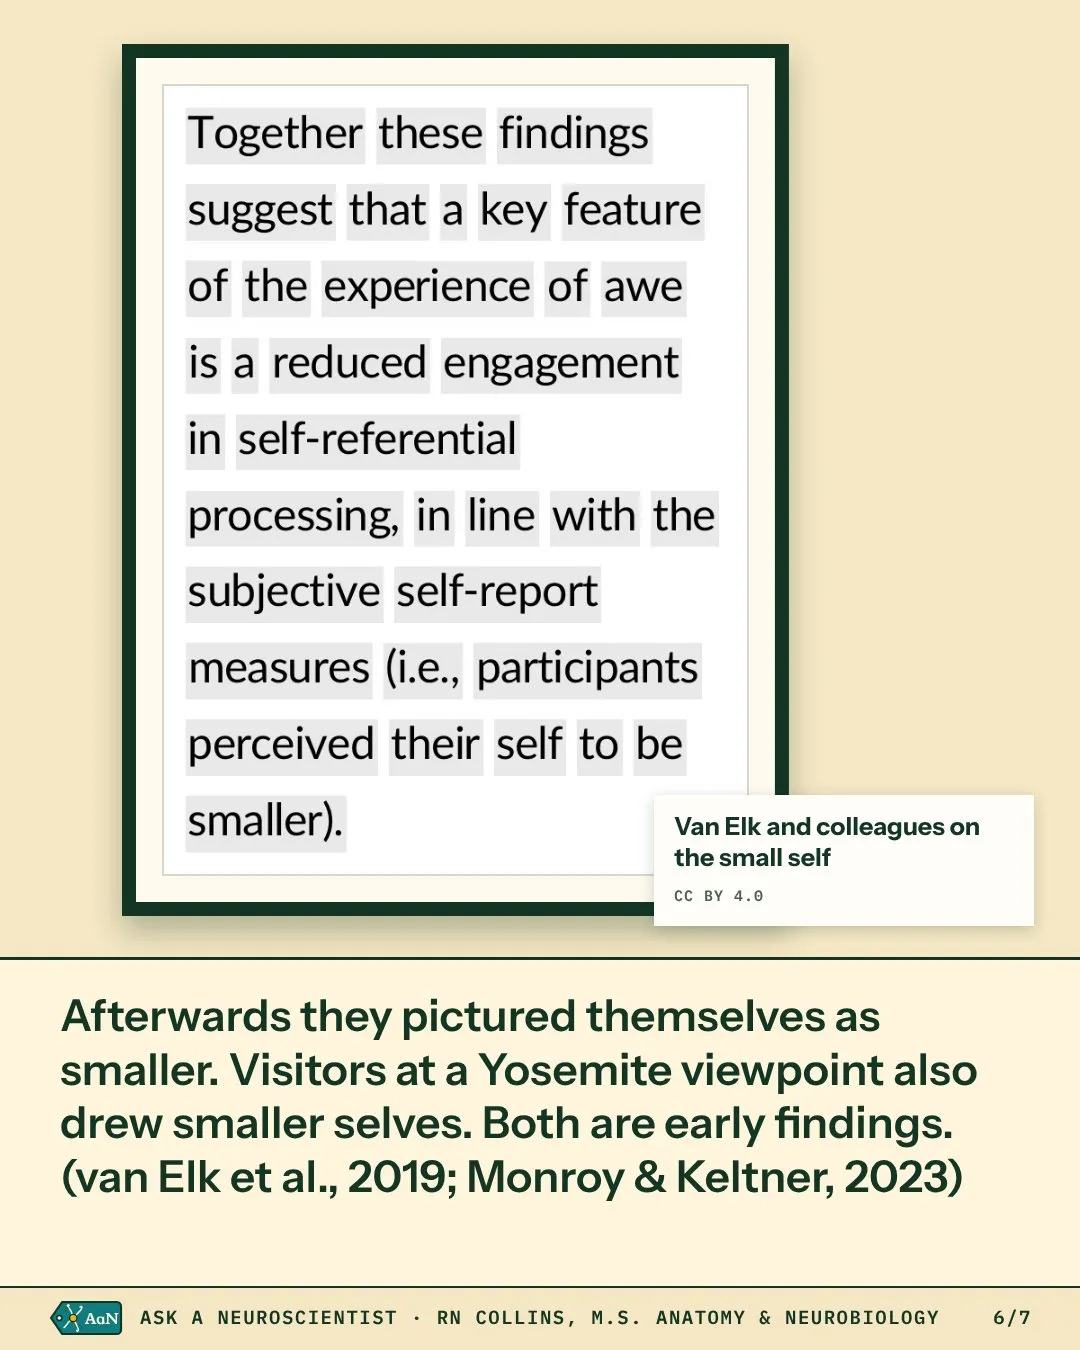 Together these findings
suggest that a key feature
of the experience of awe
is a reduced engagement
in self-referential
processing, in line with the
subjective self-report
measures (i.e., participants
perceived their self to be
smaller).
Van Elk and colleagues on
the small self
CC BY 4.0
Afterwards they pictured themselves as
smaller. Visitors at a Yosemite viewpoint also
drew smaller selves. Both are early findings.
(van Elk et al., 2019; Monroy & Keltner, 2023)
AaN ASK A NEUROSCIENTIST · RN COLLINS, M.S. ANATOMY & NEUROBIOLOGY 6/7